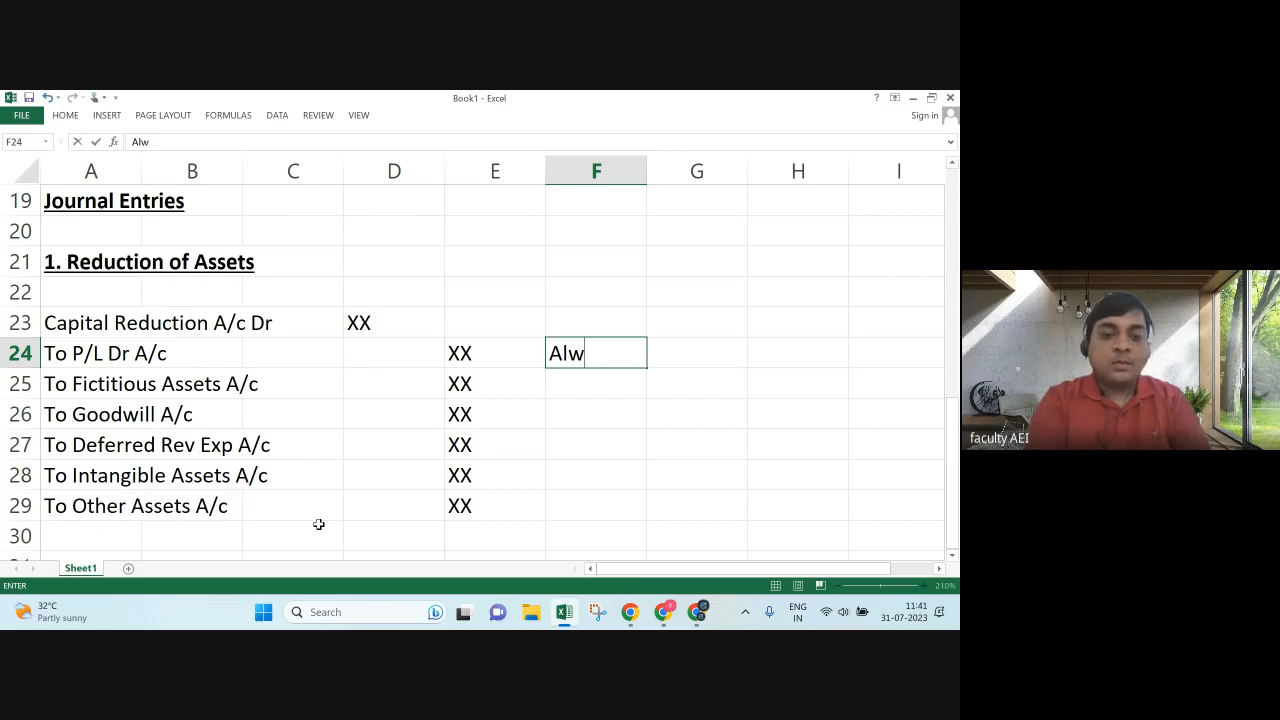 Book1 - Excel
?
FILE HOME INSERT PAGE LAYOUT FORMULAS DATA REVIEW VIEW Sign in
F24 fx Alw
A B C D E F G H I
19 Journal Entries
20
21 1. Reduction of Assets
22
23 Capital Reduction A/c Dr XX
24 To P/L Dr A/c XX Alw
25 To Fictitious Assets A/c XX
26 To Goodwill A/c XX
27 To Deferred Rev Exp A/c XX
28 To Intangible Assets A/c XX
29 To Other Assets A/c XX
30
Sheet1
ENTER 210%
32°C
Partly sunny
Search
ENG
IN
11:41
31-07-2023
faculty AEI